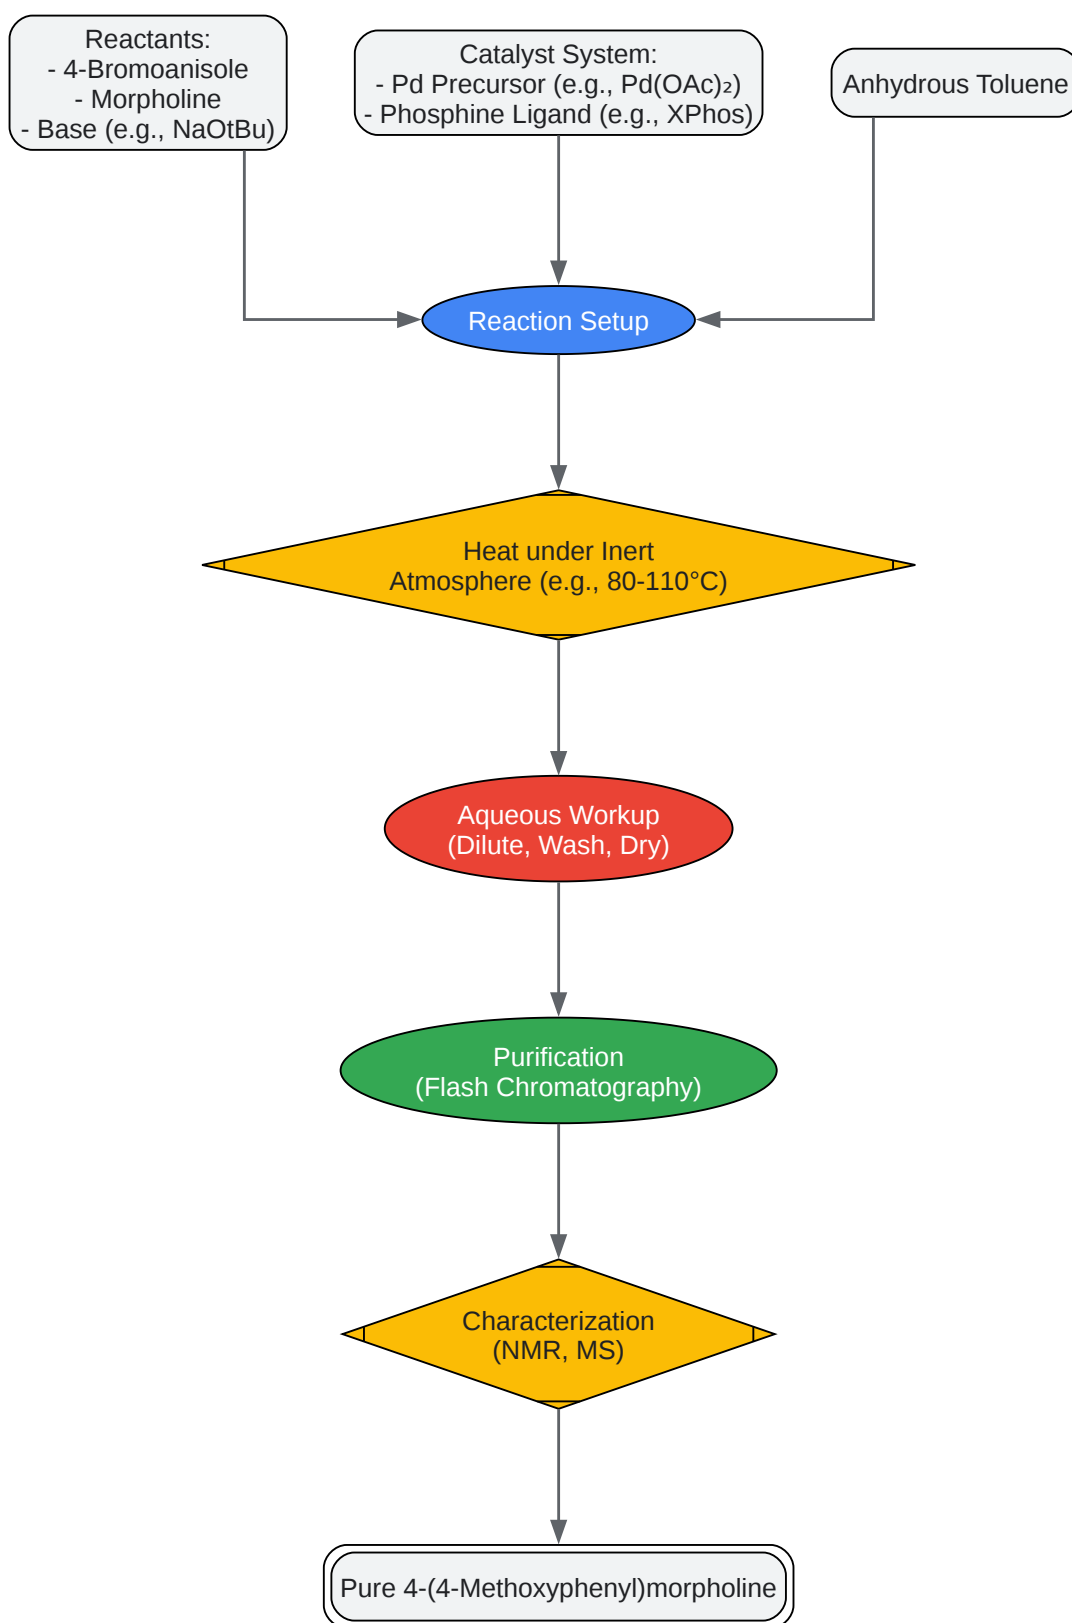 Reactants:
- 4-Bromoanisole
- Morpholine
- Base (e.g., NaOtBu)
Catalyst System:
- Pd Precursor (e.g., Pd(OAc)₂)
- Phosphine Ligand (e.g., XPhos)
Anhydrous Toluene
Reaction Setup
Heat under Inert
Atmosphere (e.g., 80-110°C)
Aqueous Workup
(Dilute, Wash, Dry)
Purification
(Flash Chromatography)
Characterization
(NMR, MS)
Pure 4-(4-Methoxyphenyl)morpholine